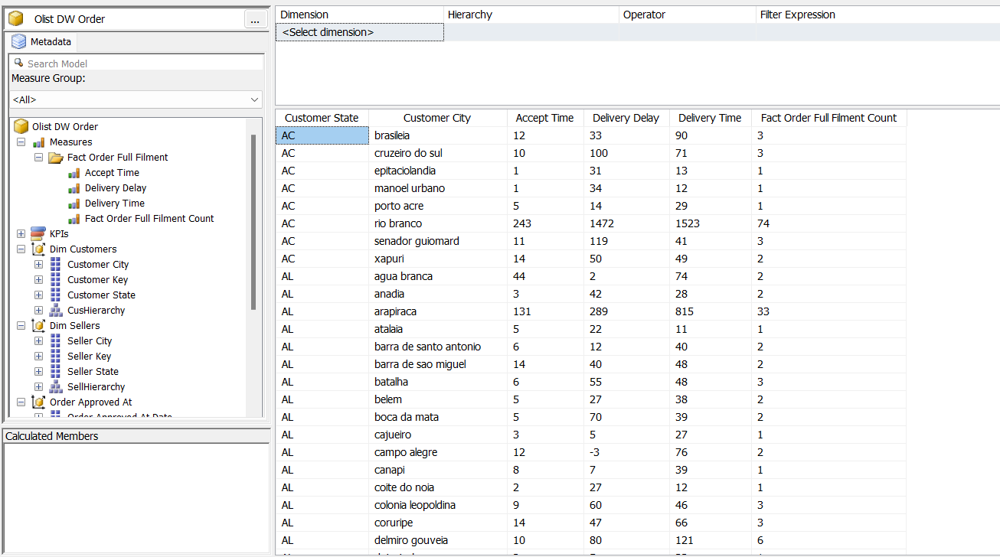 Olist DW Order
...
Metadata
Search Model
Measure Group:
<All>
Olist DW Order
Measures
Fact Order Full Filment
Accept Time
Delivery Delay
Delivery Time
Fact Order Full Filment Count
KPIs
Dim Customers
Customer City
Customer Key
Customer State
CusHierarchy
Dim Sellers
Seller City
Seller Key
Seller State
SellHierarchy
Order Approved At
Order Approved At Date
Calculated Members
Dimension Hierarchy Operator Filter Expression
<Select dimension>
Customer State Customer City Accept Time Delivery Delay Delivery Time Fact Order Full Filment Count
AC brasileia 12 33 90 3
AC cruzeiro do sul 10 100 71 3
AC epitaciolandia 1 31 13 1
AC manoel urbano 1 34 12 1
AC porto acre 5 14 29 1
AC rio branco 243 1472 1523 74
AC senador guiomard 11 119 41 3
AC xapuri 14 50 49 2
AL agua branca 44 2 74 2
AL anadia 3 42 28 2
AL arapiraca 131 289 815 33
AL atalaia 5 22 11 1
AL barra de santo antonio 6 12 40 2
AL barra de sao miguel 14 40 48 2
AL batalha 6 55 48 3
AL belem 5 27 38 2
AL boca da mata 5 70 39 2
AL cajueiro 3 5 27 1
AL campo alegre 12 -3 76 2
AL canapi 8 7 39 1
AL coite do noia 2 27 12 1
AL colonia leopoldina 9 60 46 3
AL coruripe 14 47 66 3
AL delmiro gouveia 10 80 121 6